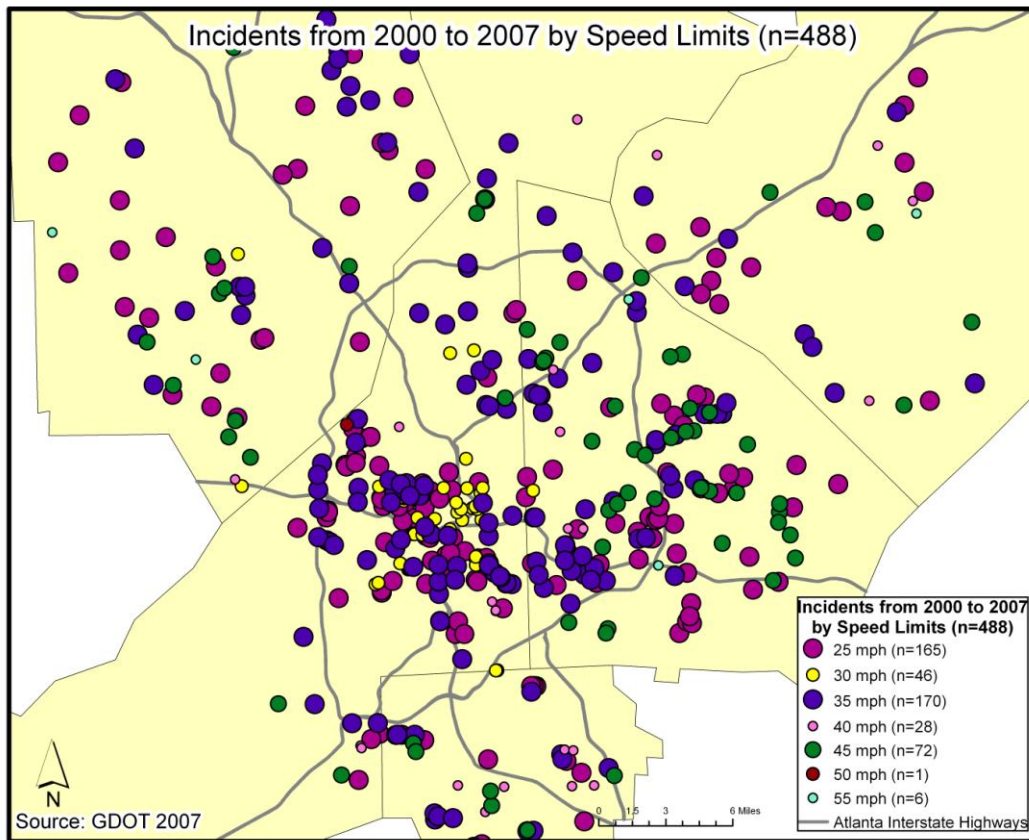 Incidents from 2000 to 2007 by Speed Limits (n=488)
Incidents from 2000 to 2007
by Speed Limits (n=488)
25 mph (n=165)
30 mph (n=46)
35 mph (n=170)
40 mph (n=28)
45 mph (n=72)
50 mph (n=1)
55 mph (n=6)
Atlanta Interstate Highways
N
Source: GDOT 2007
0 1.5 3 6 Miles